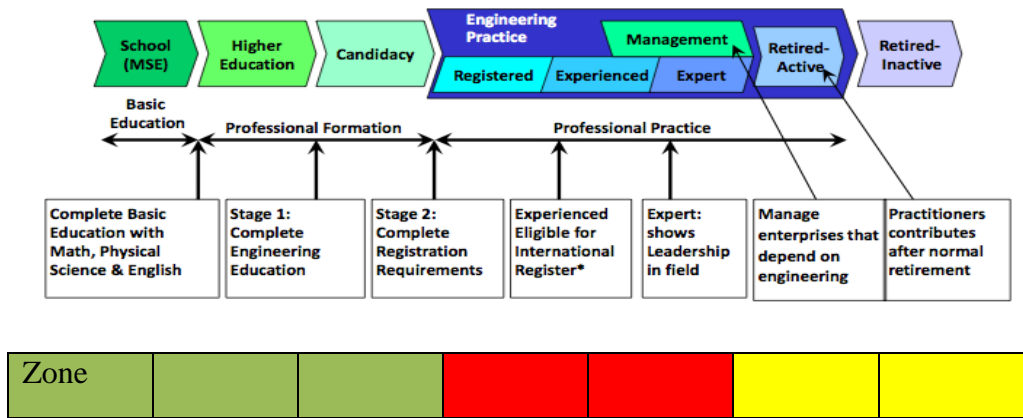 School
(MSE)
Higher
Education
Candidacy
Engineering
Practice
Management
Registered
Experienced
Expert
Retired-
Active
Retired-
Inactive
Basic
Education
Professional Formation
Professional Practice
Complete Basic
Education with
Math, Physical
Science & English
Stage 1:
Complete
Engineering
Education
Stage 2:
Complete
Registration
Requirements
Experienced
Eligible for
International
Register*
Expert:
shows
Leadership
in field
Manage
enterprises that
depend on
engineering
Practitioners
contributes
after normal
retirement
Zone